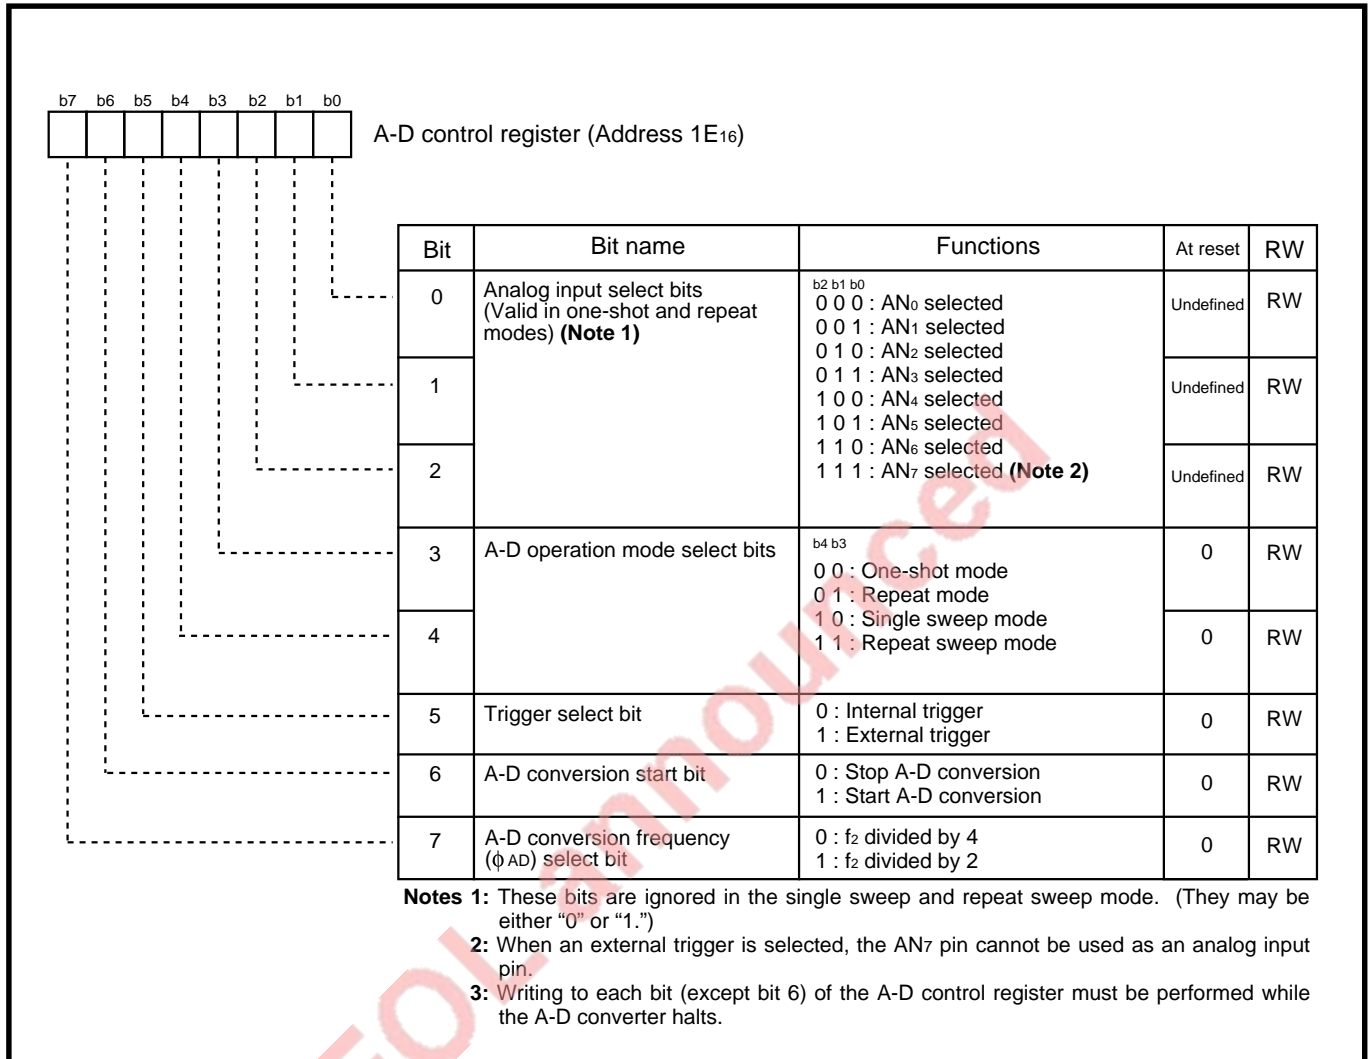 b7 b6 b5 b4 b3 b2 b1 b0
A-D control register (Address 1E16)
Bit Bit name Functions At reset RW
0 Analog input select bits
(Valid in one-shot and repeat
modes) (Note 1)
b2 b1 b0
0 0 0 : AN0 selected
0 0 1 : AN1 selected
0 1 0 : AN2 selected
0 1 1 : AN3 selected
1 0 0 : AN4 selected
1 0 1 : AN5 selected
1 1 0 : AN6 selected
1 1 1 : AN7 selected (Note 2)
Undefined RW
1 Undefined RW
2 Undefined RW
3 A-D operation mode select bits
b4 b3
0 0 : One-shot mode
0 1 : Repeat mode
1 0 : Single sweep mode
1 1 : Repeat sweep mode
0 RW
4 0 RW
5 Trigger select bit
0 : Internal trigger
1 : External trigger
0 RW
6 A-D conversion start bit
0 : Stop A-D conversion
1 : Start A-D conversion
0 RW
7 A-D conversion frequency
(ϕ AD) select bit
0 : f2 divided by 4
1 : f2 divided by 2
0 RW
Notes 1: These bits are ignored in the single sweep and repeat sweep mode. (They may be
either “0” or “1.”)
2: When an external trigger is selected, the AN7 pin cannot be used as an analog input
pin.
3: Writing to each bit (except bit 6) of the A-D control register must be performed while
the A-D converter halts.
EOL announced